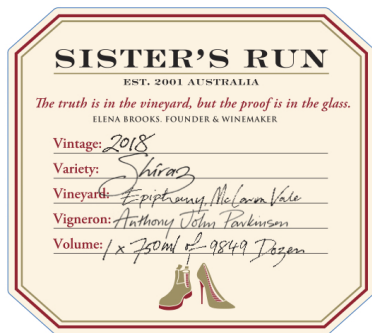 SISTER'S RUN
EST. 2001 AUSTRALIA
The truth is in the vineyard, but the proof is in the glass.
ELENA BROOKS. FOUNDER & WINEMAKER
Vintage: 2018
Variety: Shiraz
Vineyard: Epiphany, McLaren Vale
Vigneron: Anthony John Parkinson
Volume: 1 x 750ml of 9849 Dozen